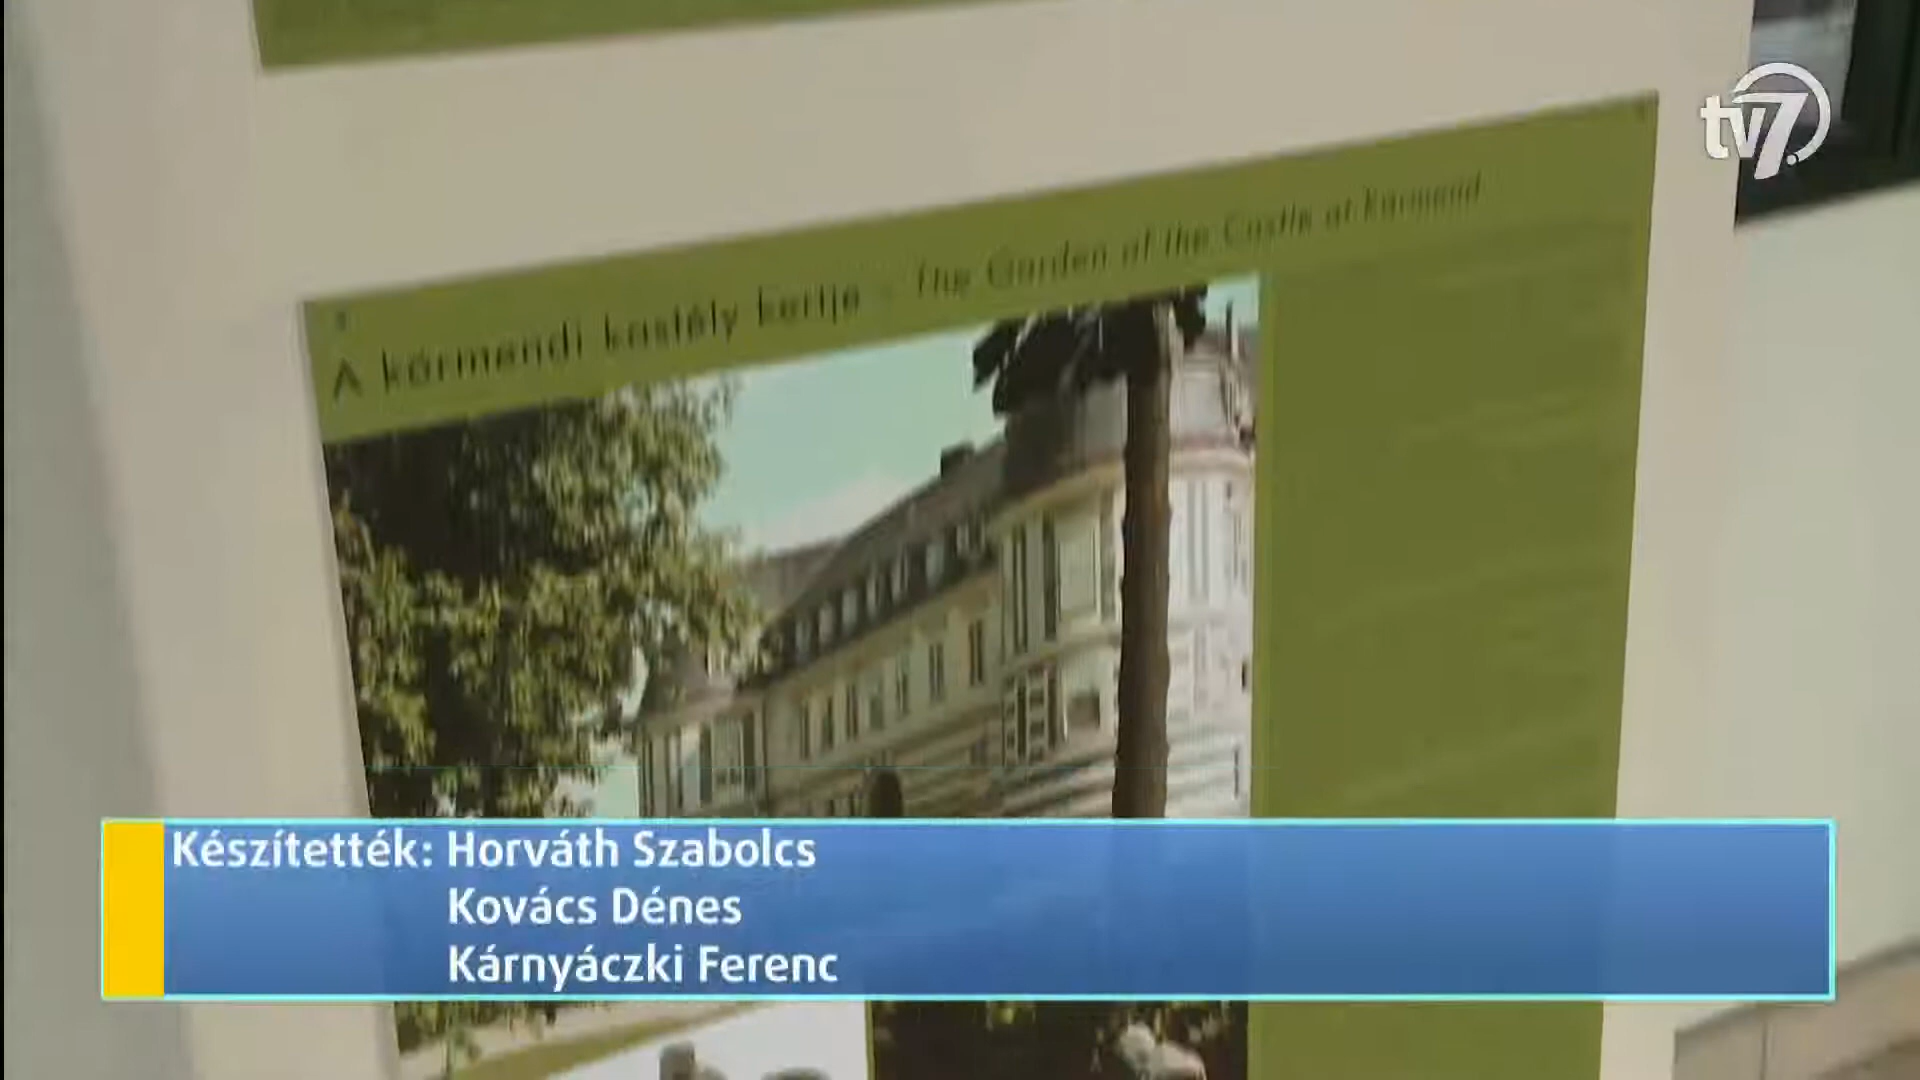 tv7.
A körmendi kastély kertje - The Garden of the Castle at Körmend
Készítették: Horváth Szabolcs
Kovács Dénes
Kárnyáczki Ferenc